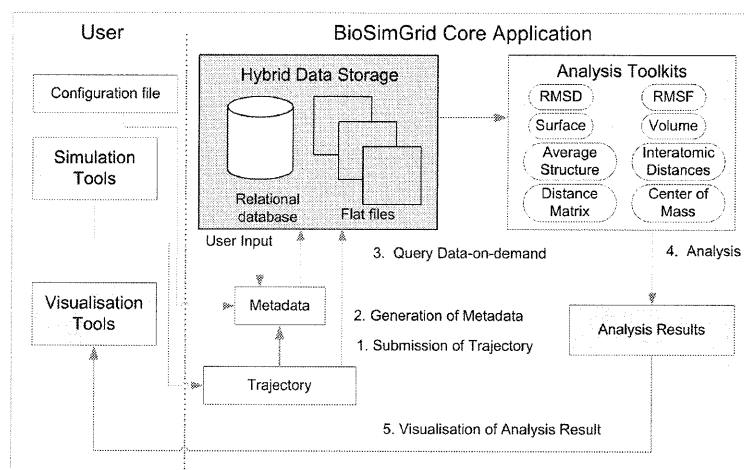 User
BioSimGrid Core Application
Configuration file
Simulation
Tools
Visualisation
Tools
Hybrid Data Storage
Relational
database
Flat files
Analysis Toolkits
RMSD
RMSF
Surface
Volume
Average
Structure
Interatomic
Distances
Distance
Matrix
Center of
Mass
User Input
3. Query Data-on-demand
4. Analysis
Metadata
2. Generation of Metadata
1. Submission of Trajectory
Analysis Results
Trajectory
5. Visualisation of Analysis Result